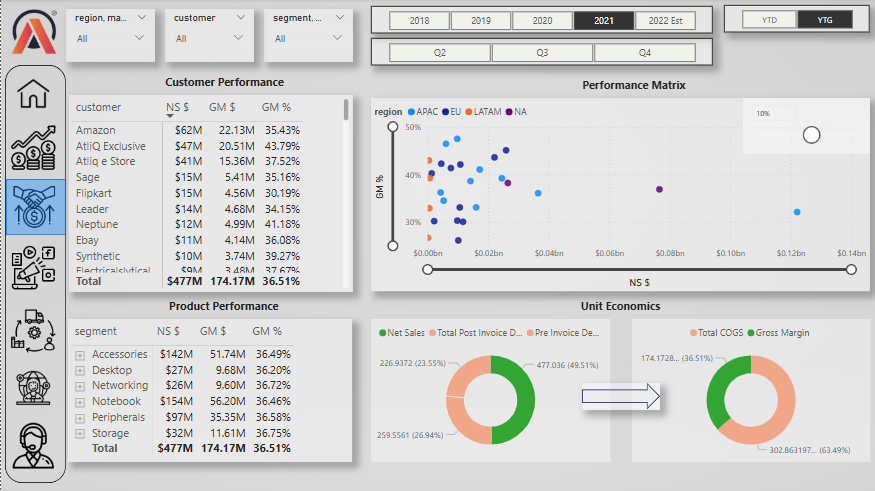 region, ma...
All
customer
All
segment, ...
All
2018 2019 2020 2021 2022 Est
Q2 Q3 Q4
YTD YTG
Customer Performance
customer NS $ GM $ GM %
Amazon $62M 22.13M 35.43%
AtliQ Exclusive $47M 20.51M 43.79%
Atliq e Store $41M 15.36M 37.52%
Sage $15M 5.41M 35.16%
Flipkart $15M 4.56M 30.19%
Leader $14M 4.68M 34.15%
Neptune $12M 4.99M 41.18%
Ebay $11M 4.14M 36.08%
Synthetic $10M 3.74M 39.27%
Electricalslytical $9M 3.48M 37.67%
Total $477M 174.17M 36.51%
Performance Matrix
region APAC EU LATAM NA
10%
GM %
50%
40%
30%
$0.00bn $0.02bn $0.04bn $0.06bn $0.08bn $0.10bn $0.12bn $0.14bn
NS $
Product Performance
segment NS $ GM $ GM %
Accessories $142M 51.74M 36.49%
Desktop $27M 9.68M 36.20%
Networking $26M 9.60M 36.72%
Notebook $154M 56.20M 36.46%
Peripherals $97M 35.35M 36.58%
Storage $32M 11.61M 36.75%
Total $477M 174.17M 36.51%
Unit Economics
Net Sales Total Post Invoice D... Pre Invoice De...
226.9372 (23.55%)
477.036 (49.51%)
259.5561 (26.94%)
Total COGS Gross Margin
174.1728... (36.51%)
302.863197... (63.49%)